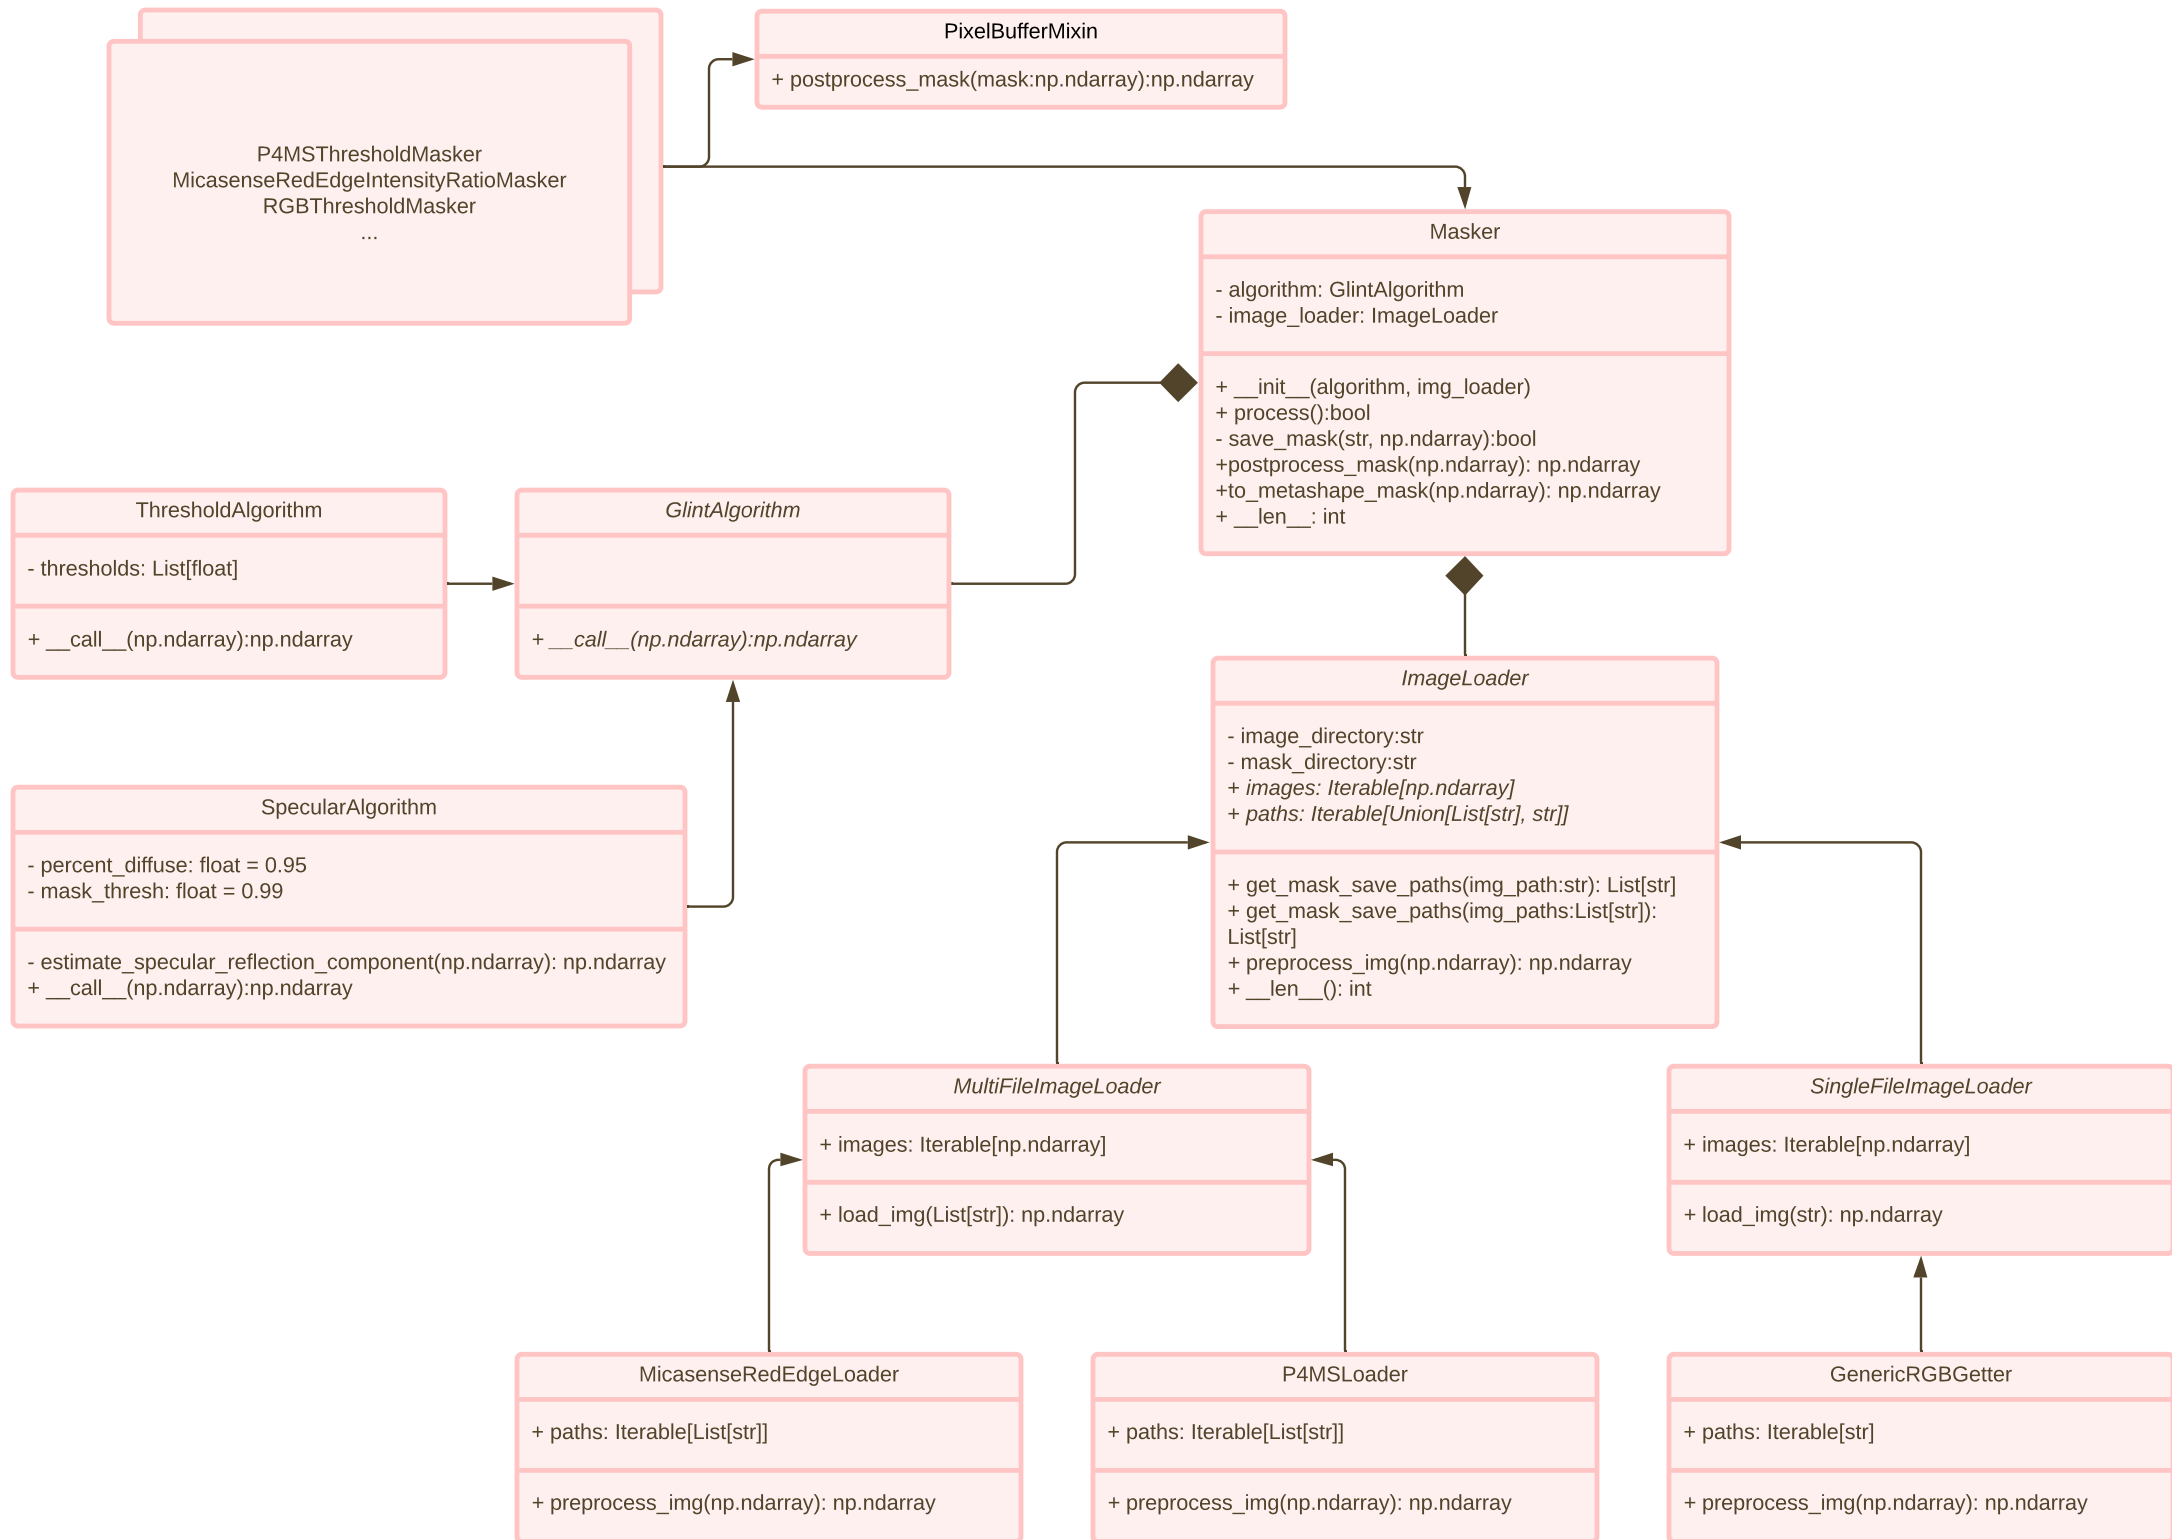 PixelBufferMixin
+ postprocess_mask(mask:np.ndarray):np.ndarray
P4MSThresholdMasker
MicasenseRedEdgeIntensityRatioMasker
RGBThresholdMasker
...
Masker
- algorithm: GlintAlgorithm
- image_loader: ImageLoader
+ __init__(algorithm, img_loader)
+ process():bool
- save_mask(str, np.ndarray):bool
+postprocess_mask(np.ndarray): np.ndarray
+to_metashape_mask(np.ndarray): np.ndarray
+ __len__: int
ThresholdAlgorithm
- thresholds: List[float]
+ __call__(np.ndarray):np.ndarray
GlintAlgorithm
+ __call__(np.ndarray):np.ndarray
SpecularAlgorithm
- percent_diffuse: float = 0.95
- mask_thresh: float = 0.99
- estimate_specular_reflection_component(np.ndarray): np.ndarray
+ __call__(np.ndarray):np.ndarray
ImageLoader
- image_directory:str
- mask_directory:str
+ images: Iterable[np.ndarray]
+ paths: Iterable[Union[List[str], str]]
+ get_mask_save_paths(img_path:str): List[str]
+ get_mask_save_paths(img_paths:List[str]):
List[str]
+ preprocess_img(np.ndarray): np.ndarray
+ __len__(): int
MultiFileImageLoader
+ images: Iterable[np.ndarray]
+ load_img(List[str]): np.ndarray
SingleFileImageLoader
+ images: Iterable[np.ndarray]
+ load_img(str): np.ndarray
MicasenseRedEdgeLoader
+ paths: Iterable[List[str]]
+ preprocess_img(np.ndarray): np.ndarray
P4MSLoader
+ paths: Iterable[List[str]]
+ preprocess_img(np.ndarray): np.ndarray
GenericRGBGetter
+ paths: Iterable[str]
+ preprocess_img(np.ndarray): np.ndarray